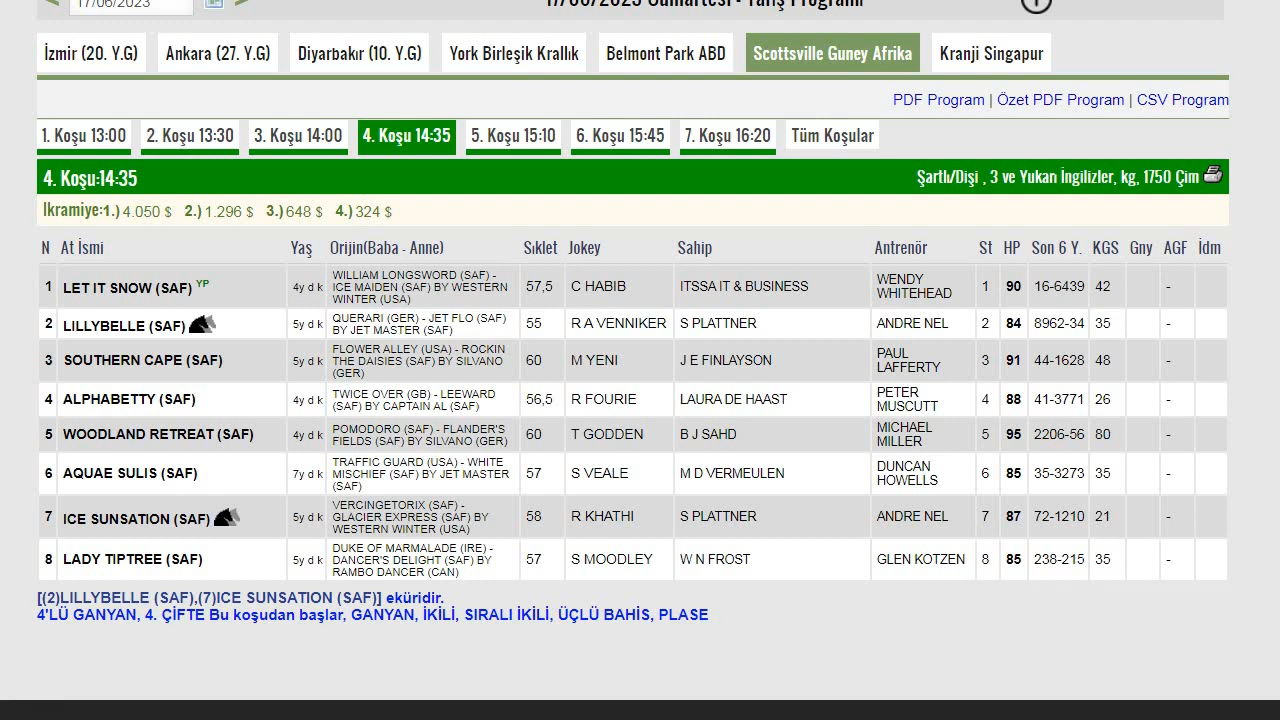 17/06/2023
17/06/2023 Cumartesi - Yarış Programı
İzmir (20. Y.G) Ankara (27. Y.G) Diyarbakır (10. Y.G) York Birleşik Krallık Belmont Park ABD Scottsville Guney Afrika Kranji Singapur
PDF Program | Özet PDF Program | CSV Program
1. Koşu 13:00 2. Koşu 13:30 3. Koşu 14:00 4. Koşu 14:35 5. Koşu 15:10 6. Koşu 15:45 7. Koşu 16:20 Tüm Koşular
4. Koşu:14:35 Şartlı/Dişi , 3 ve Yukarı İngilizler, kg, 1750 Çim
Ikramiye:1.) 4.050 $ 2.) 1.296 $ 3.) 648 $ 4.) 324 $
N At İsmi Yaş Orijin(Baba - Anne) Sıklet Jokey Sahip Antrenör St HP Son 6 Y. KGS Gny AGF İdm
1 LET IT SNOW (SAF) YP 4y d k WILLIAM LONGSWORD (SAF) - ICE MAIDEN (SAF) BY WESTERN WINTER (USA) 57,5 C HABIB ITSSA IT & BUSINESS WENDY WHITEHEAD 1 90 16-6439 42 -
2 LILLYBELLE (SAF) 5y d k QUERARI (GER) - JET FLO (SAF) BY JET MASTER (SAF) 55 R A VENNIKER S PLATTNER ANDRE NEL 2 84 8962-34 35 -
3 SOUTHERN CAPE (SAF) 5y d k FLOWER ALLEY (USA) - ROCKIN THE DAISIES (SAF) BY SILVANO (GER) 60 M YENI J E FINLAYSON PAUL LAFFERTY 3 91 44-1628 48 -
4 ALPHABETTY (SAF) 4y d k TWICE OVER (GB) - LEEWARD (SAF) BY CAPTAIN AL (SAF) 56,5 R FOURIE LAURA DE HAAST PETER MUSCUTT 4 88 41-3771 26 -
5 WOODLAND RETREAT (SAF) 4y d k POMODORO (SAF) - FLANDER'S FIELDS (SAF) BY SILVANO (GER) 60 T GODDEN B J SAHD MICHAEL MILLER 5 95 2206-56 80 -
6 AQUAE SULIS (SAF) 7y d k TRAFFIC GUARD (USA) - WHITE MISCHIEF (SAF) BY JET MASTER (SAF) 57 S VEALE M D VERMEULEN DUNCAN HOWELLS 6 85 35-3273 35 -
7 ICE SUNSATION (SAF) 5y d k VERCINGETORIX (SAF) - GLACIER EXPRESS (SAF) BY WESTERN WINTER (USA) 58 R KHATHI S PLATTNER ANDRE NEL 7 87 72-1210 21 -
8 LADY TIPTREE (SAF) 5y d k DUKE OF MARMALADE (IRE) - DANCER'S DELIGHT (SAF) BY RAMBO DANCER (CAN) 57 S MOODLEY W N FROST GLEN KOTZEN 8 85 238-215 35 -
[(2)LILLYBELLE (SAF),(7)ICE SUNSATION (SAF)] eküridir.
4'LÜ GANYAN, 4. ÇİFTE Bu koşudan başlar, GANYAN, İKİLİ, SIRALI İKİLİ, ÜÇLÜ BAHİS, PLASE